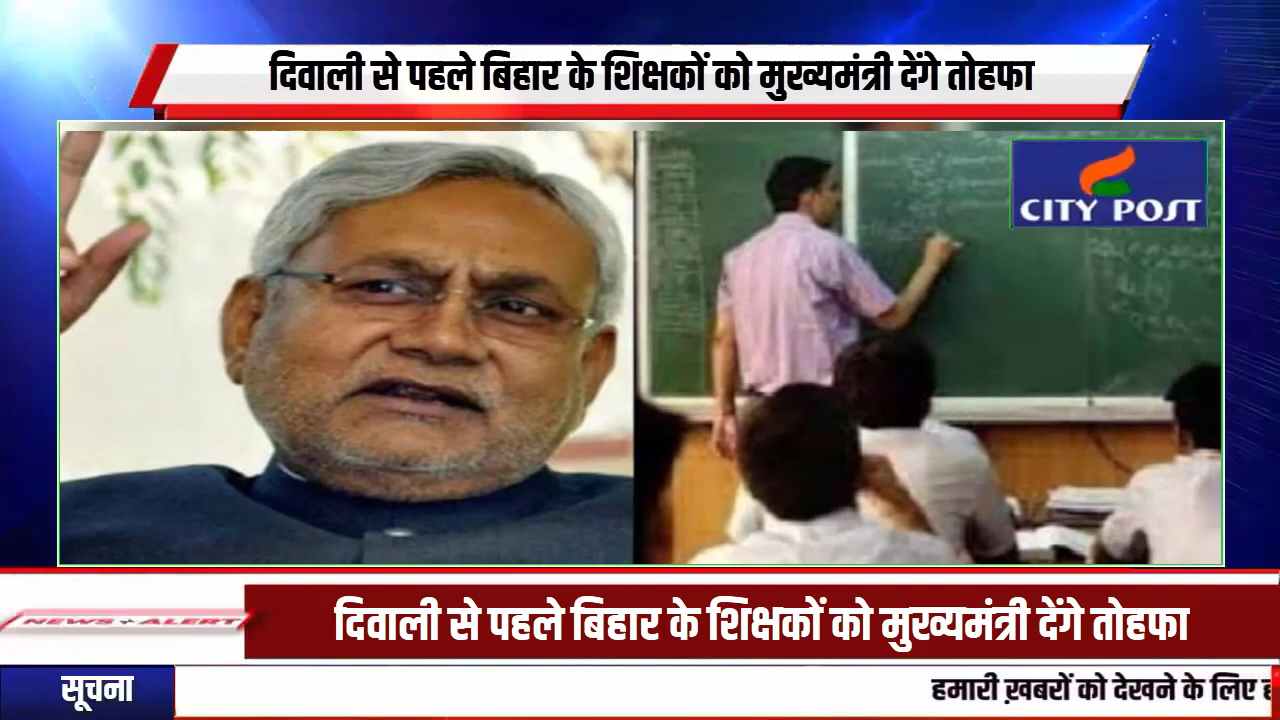 दिवाली से पहले बिहार के शिक्षकों को मुख्यमंत्री देंगे तोहफा
CITY POST
दिवाली से पहले बिहार के शिक्षकों को मुख्यमंत्री देंगे तोहफा
NEWS ALERT
सूचना
हमारी ख़बरों को देखने के लिए